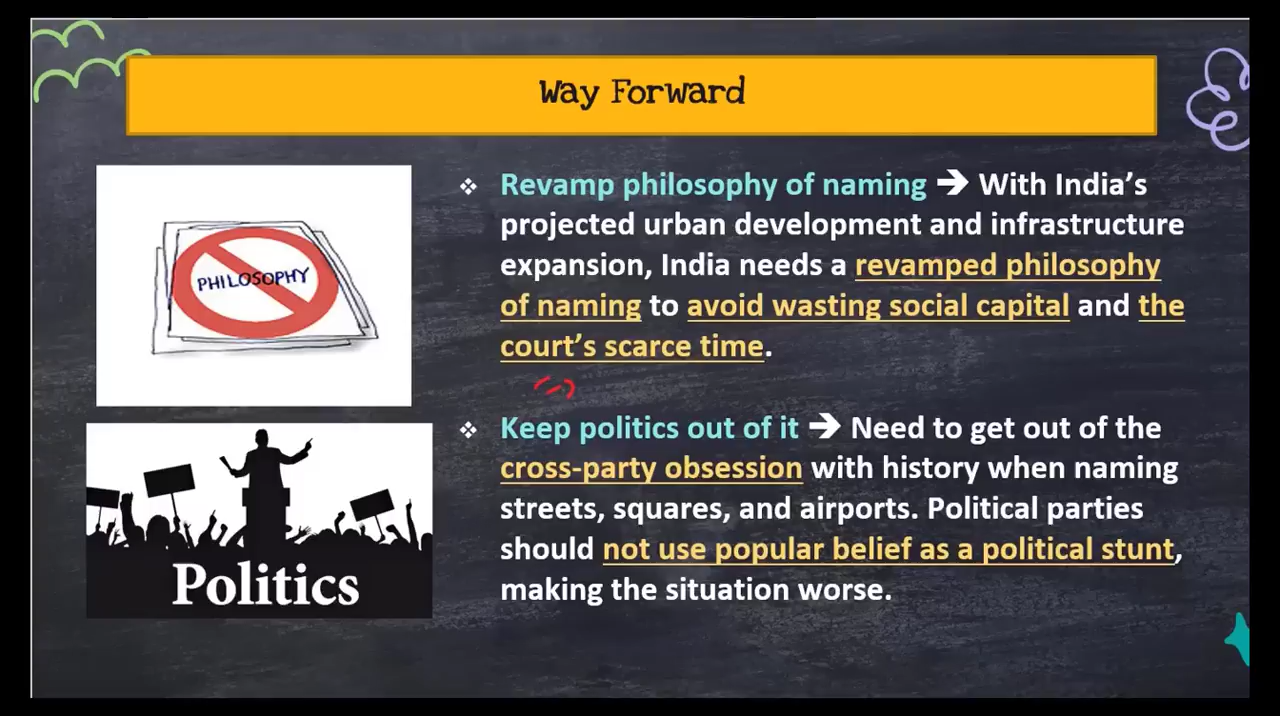 Way Forward
PHILOSOPHY
❖ Revamp philosophy of naming ➔ With India’s
projected urban development and infrastructure
expansion, India needs a revamped philosophy
of naming to avoid wasting social capital and the
court’s scarce time.
❖ Keep politics out of it ➔ Need to get out of the
cross-party obsession with history when naming
streets, squares, and airports. Political parties
should not use popular belief as a political stunt,
making the situation worse.
Politics